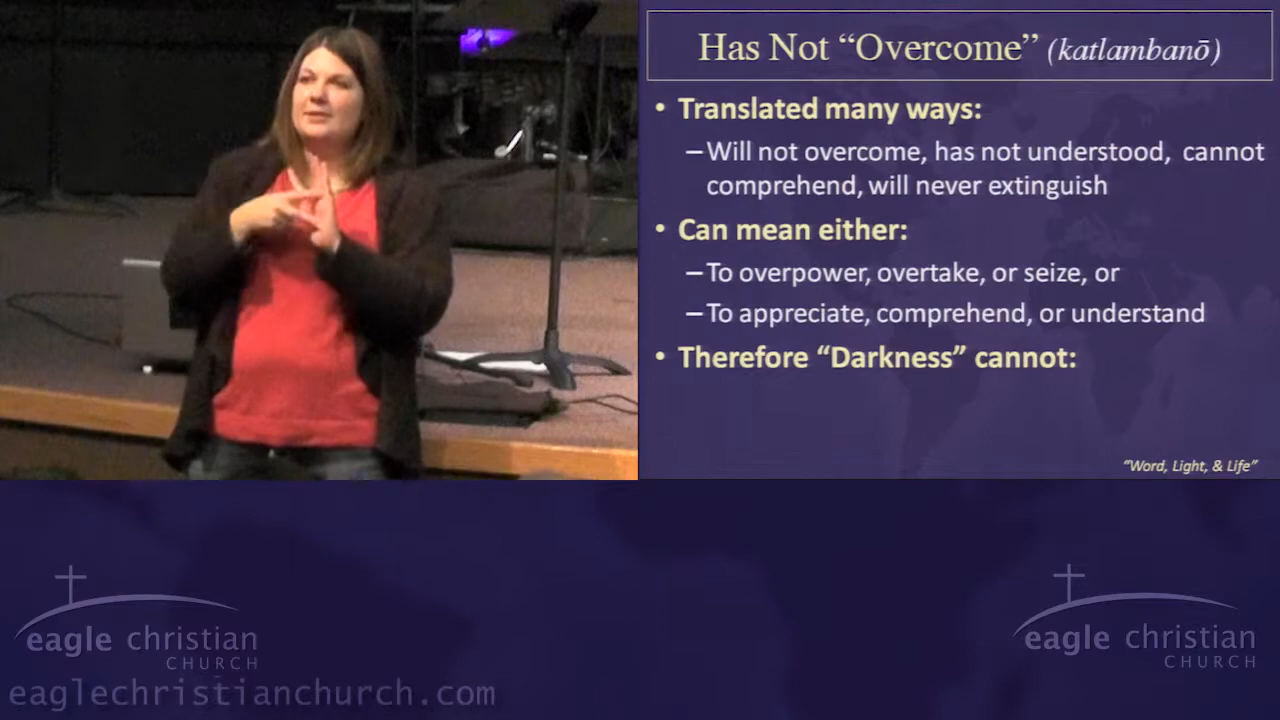 Has Not “Overcome” (katlambanō)
• Translated many ways:
–Will not overcome, has not understood, cannot
comprehend, will never extinguish
• Can mean either:
–To overpower, overtake, or seize, or
–To appreciate, comprehend, or understand
• Therefore “Darkness” cannot:
“Word, Light, & Life”
eagle christian
CHURCH
eaglechristianchurch.com
eagle christian
CHURCH